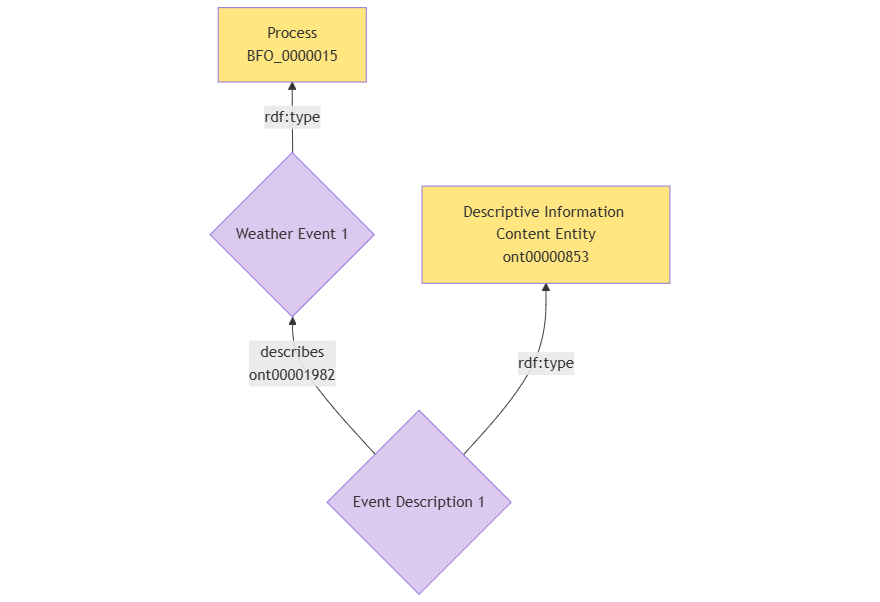 Process
BFO_0000015
rdf:type
Weather Event 1
Descriptive Information
Content Entity
ont00000853
describes
ont00001982
rdf:type
Event Description 1